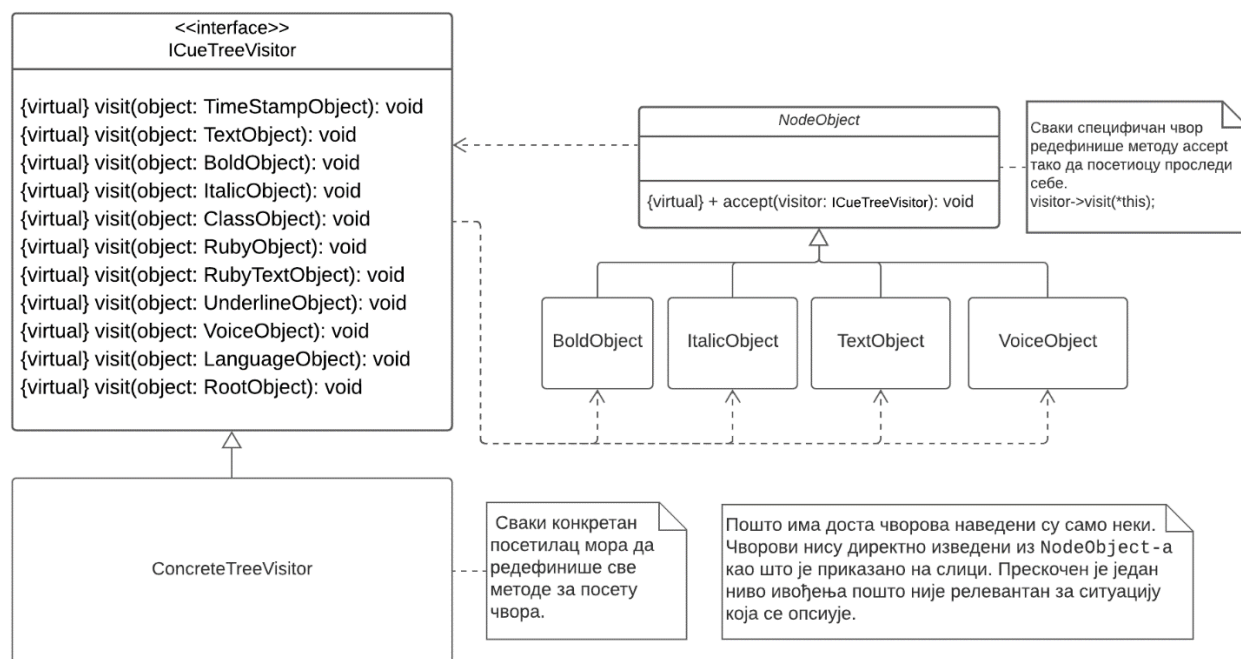 <<interface>>
ICueTreeVisitor
{virtual} visit(object: TimeStampObject): void
{virtual} visit(object: TextObject): void
{virtual} visit(object: BoldObject): void
{virtual} visit(object: ItalicObject): void
{virtual} visit(object: ClassObject): void
{virtual} visit(object: RubyObject): void
{virtual} visit(object: RubyTextObject): void
{virtual} visit(object: UnderlineObject): void
{virtual} visit(object: VoiceObject): void
{virtual} visit(object: LanguageObject): void
{virtual} visit(object: RootObject): void
NodeObject
{virtual} + accept(visitor: ICueTreeVisitor): void
Сваки специфичан чвор
редефинише методу accept
тако да посетиоцу проследи
себе.
visitor->visit(*this);
BoldObject
ItalicObject
TextObject
VoiceObject
ConcreteTreeVisitor
Сваки конкретан
посетилац мора да
редефинише све
методе за посету
чвора.
Пошто има доста чворова наведени су само неки.
Чворови нису директно изведени из NodeObject-а
као што је приказано на слици. Прескочен је један
ниво ивођења пошто није релевантан за ситуацију
која се опсиује.